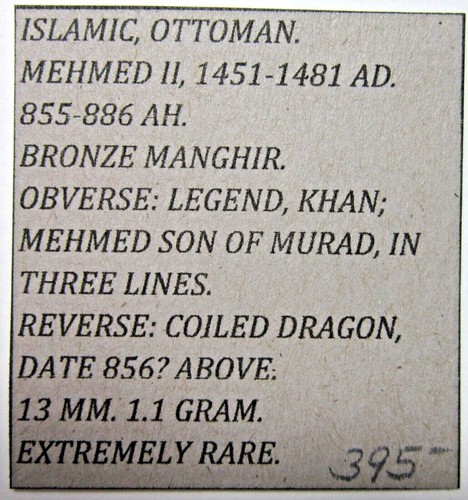 ISLAMIC, OTTOMAN.
MEHMED II, 1451-1481 AD.
855-886 AH.
BRONZE MANGHIR.
OBVERSE: LEGEND, KHAN;
MEHMED SON OF MURAD, IN
THREE LINES.
REVERSE: COILED DRAGON,
DATE 856? ABOVE.
13 MM. 1.1 GRAM.
EXTREMELY RARE. 395-